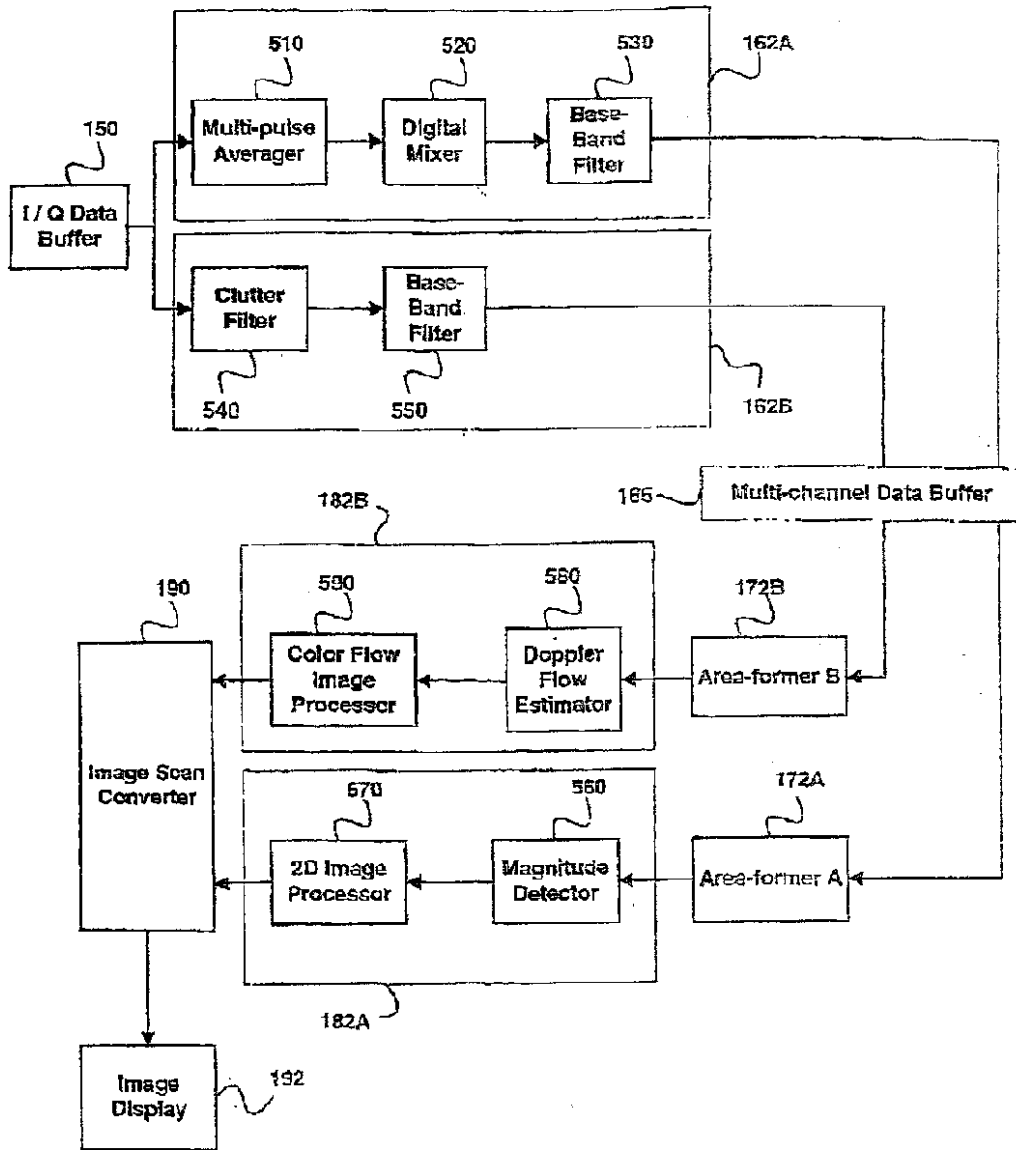 510
520
530
162A
150
Multi-pulse
Averager
Digital
Mixer
Base-
Band
Filter
I / Q Data
Buffer
Clutter
Filter
Base-
Band
Filter
540
550
162B
182B
165
Multi-channel Data Buffer
190
590
580
172B
Color Flow
Image
Processor
Doppler
Flow
Estimator
Area-former B
Image Scan
Converter
570
560
172A
2D Image
Processor
Magnitude
Detector
Area-former A
182A
Image
Display
192